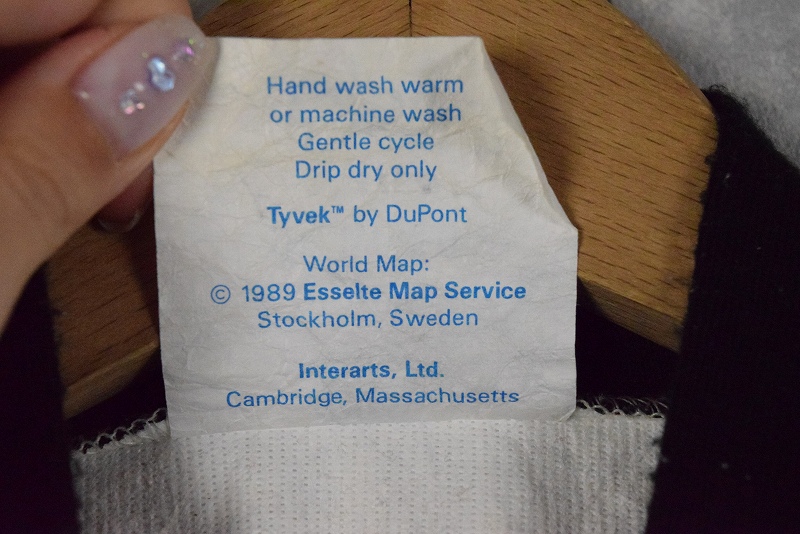 Hand wash warm
or machine wash
Gentle cycle
Drip dry only
Tyvek™ by DuPont
World Map:
© 1989 Esselte Map Service
Stockholm, Sweden
Interarts, Ltd.
Cambridge, Massachusetts